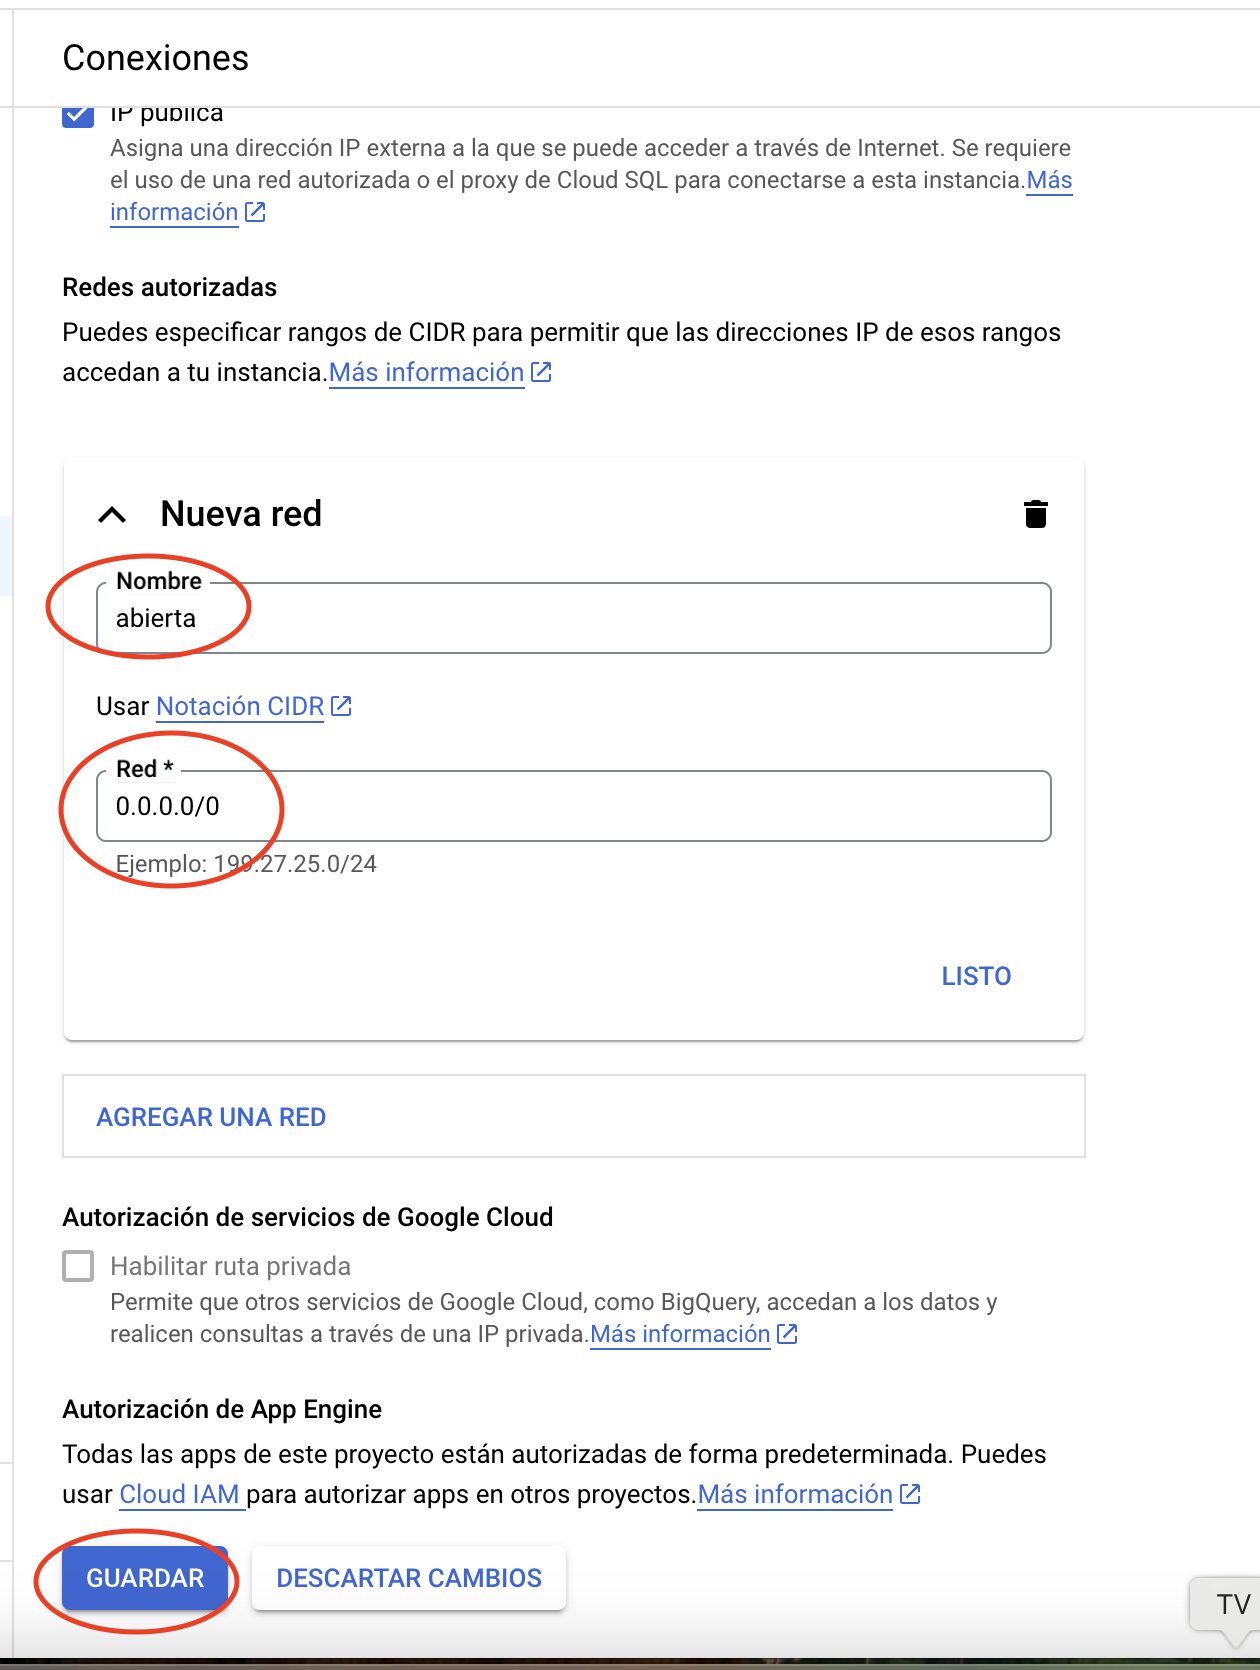 Conexiones
IP pública
Asigna una dirección IP externa a la que se puede acceder a través de Internet. Se requiere
el uso de una red autorizada o el proxy de Cloud SQL para conectarse a esta instancia.Más
información
Redes autorizadas
Puedes especificar rangos de CIDR para permitir que las direcciones IP de esos rangos
accedan a tu instancia.Más información
Nueva red
Nombre
abierta
Usar Notación CIDR
Red *
0.0.0.0/0
Ejemplo: 199.27.25.0/24
LISTO
AGREGAR UNA RED
Autorización de servicios de Google Cloud
Habilitar ruta privada
Permite que otros servicios de Google Cloud, como BigQuery, accedan a los datos y
realicen consultas a través de una IP privada.Más información
Autorización de App Engine
Todas las apps de este proyecto están autorizadas de forma predeterminada. Puedes
usar Cloud IAM para autorizar apps en otros proyectos.Más información
GUARDAR
DESCARTAR CAMBIOS
TV